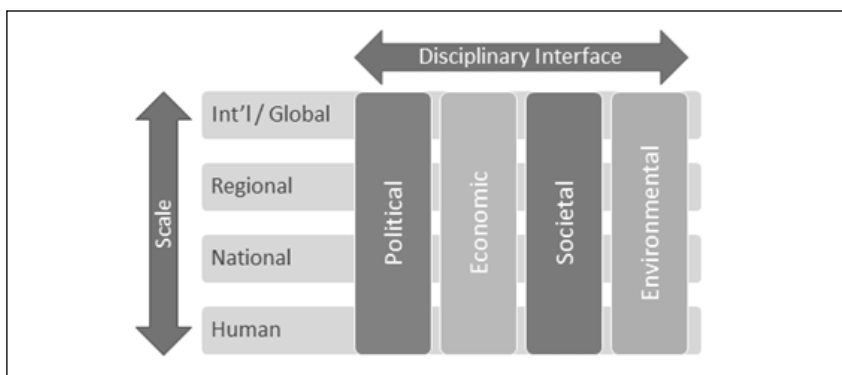 Disciplinary Interface
Scale
Int'l / Global
Regional
National
Human
Political
Economic
Societal
Environmental